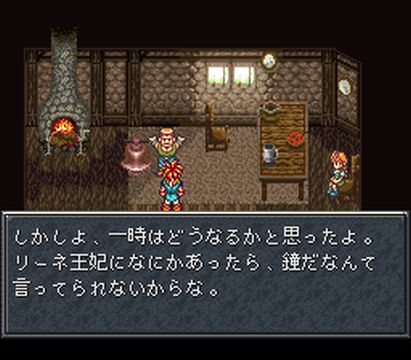 しかしよ、一時はどうなるかと思ったよ。
リーネ王妃になにかあったら、鐘だなんて
言ってられないからな。